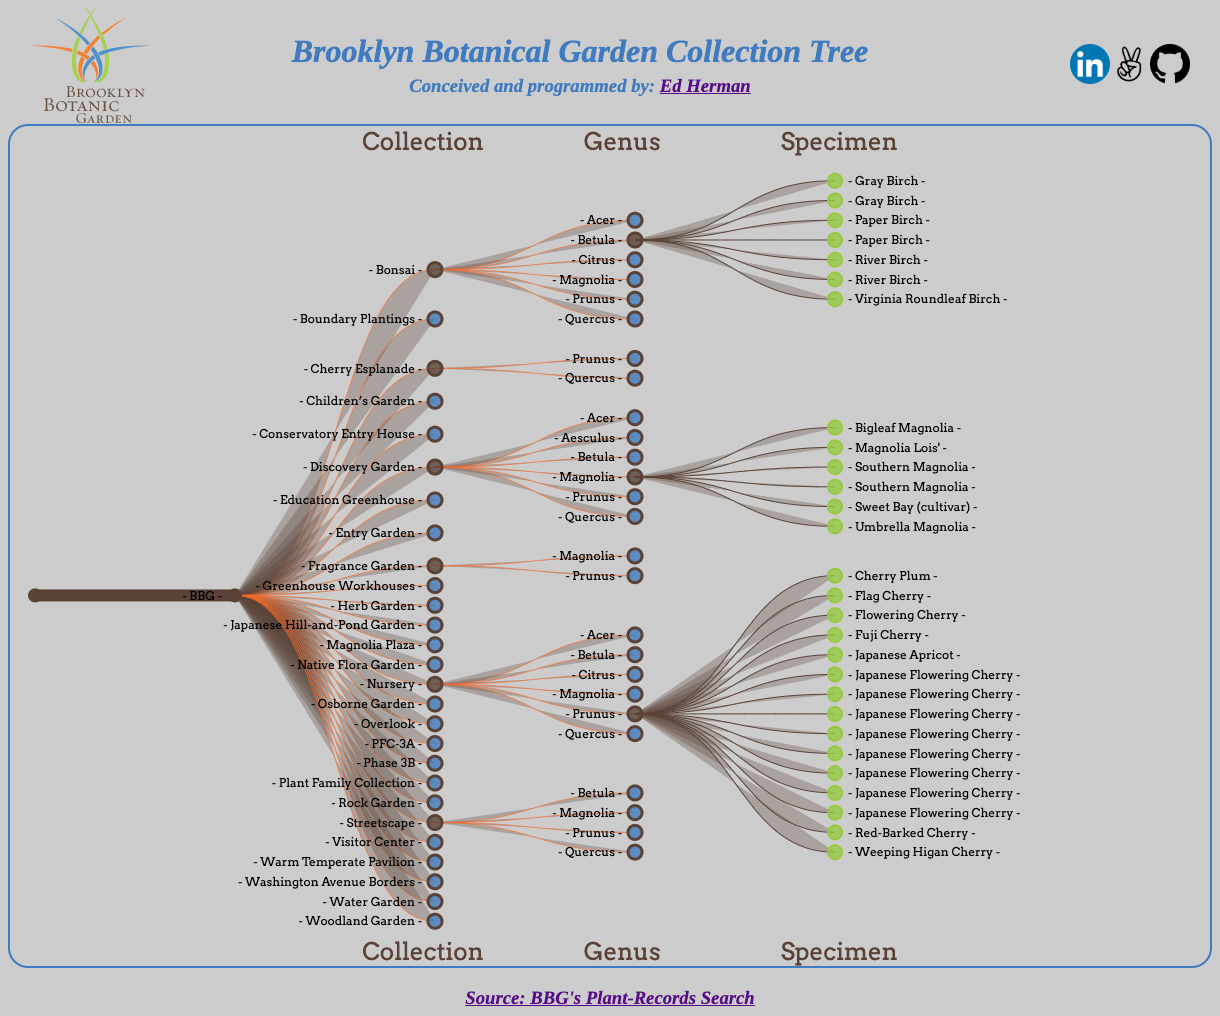 BROOKLYN
BOTANIC
GARDEN
Brooklyn Botanical Garden Collection Tree
Conceived and programmed by: Ed Herman
in
Collection
Genus
Specimen
- BBG -
- Bonsai -
- Boundary Plantings -
- Cherry Esplanade -
- Children’s Garden -
- Conservatory Entry House -
- Discovery Garden -
- Education Greenhouse -
- Entry Garden -
- Fragrance Garden -
- Greenhouse Workhouses -
- Herb Garden -
- Japanese Hill-and-Pond Garden -
- Magnolia Plaza -
- Native Flora Garden -
- Nursery -
- Osborne Garden -
- Overlook -
- PFC-3A -
- Phase 3B -
- Plant Family Collection -
- Rock Garden -
- Streetscape -
- Visitor Center -
- Warm Temperate Pavilion -
- Washington Avenue Borders -
- Water Garden -
- Woodland Garden -
- Acer -
- Betula -
- Citrus -
- Magnolia -
- Prunus -
- Quercus -
- Prunus -
- Quercus -
- Acer -
- Aesculus -
- Betula -
- Magnolia -
- Prunus -
- Quercus -
- Magnolia -
- Prunus -
- Acer -
- Betula -
- Citrus -
- Magnolia -
- Prunus -
- Quercus -
- Betula -
- Magnolia -
- Prunus -
- Quercus -
- Gray Birch -
- Gray Birch -
- Paper Birch -
- Paper Birch -
- River Birch -
- River Birch -
- Virginia Roundleaf Birch -
- Bigleaf Magnolia -
- Magnolia Lois' -
- Southern Magnolia -
- Southern Magnolia -
- Sweet Bay (cultivar) -
- Umbrella Magnolia -
- Cherry Plum -
- Flag Cherry -
- Flowering Cherry -
- Fuji Cherry -
- Japanese Apricot -
- Japanese Flowering Cherry -
- Japanese Flowering Cherry -
- Japanese Flowering Cherry -
- Japanese Flowering Cherry -
- Japanese Flowering Cherry -
- Japanese Flowering Cherry -
- Japanese Flowering Cherry -
- Japanese Flowering Cherry -
- Red-Barked Cherry -
- Weeping Higan Cherry -
Collection
Genus
Specimen
Source: BBG's Plant-Records Search